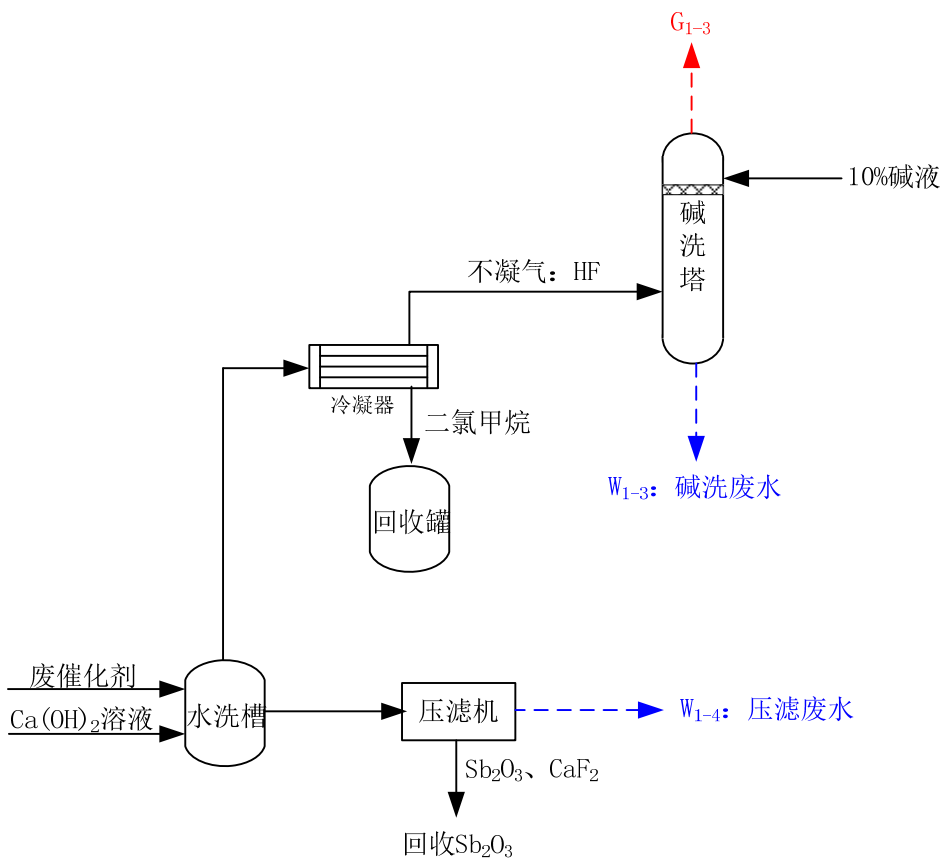 G₁₋₃
10%碱液
碱洗塔
不凝气：HF
冷凝器
二氯甲烷
W₁₋₃：碱洗废水
回收罐
废催化剂
Ca(OH)₂溶液
水洗槽
压滤机
W₁₋₄：压滤废水
Sb₂O₃、CaF₂
回收Sb₂O₃